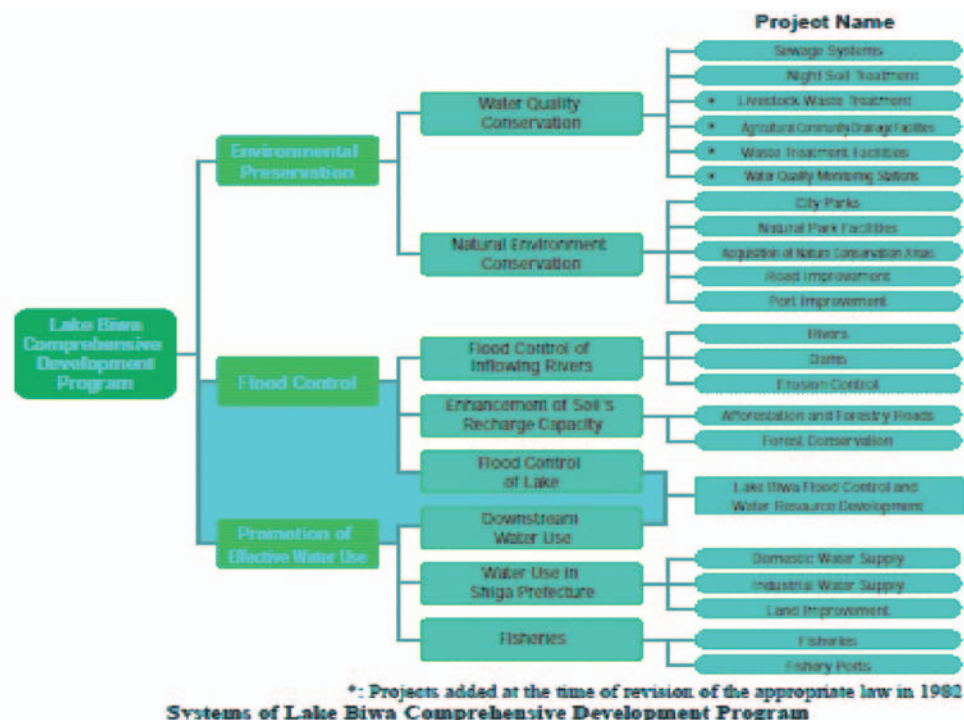 Project Name
Sewage Systems
Night Soil Treatment
* Livestock Waste Treatment
* Agricultural Community Drainage Facilities
* Waste Treatment Facilities
* Water Quality Monitoring Stations
Water Quality
Conservation
Environmental
Preservation
City Parks
Natural Park Facilities
Acquisition of Nature Conservation Areas
Road Improvement
Port Improvement
Natural Environment
Conservation
Lake Biwa
Comprehensive
Development
Program
Flood Control
Flood Control of
Inflowing Rivers
Rivers
Dams
Erosion Control
Enhancement of Soil's
Recharge Capacity
Afforestation and Forestry Roads
Forest Conservation
Flood Control
of Lake
Lake Biwa Flood Control and
Water Resource Development
Promotion of
Effective Water Use
Downstream
Water Use
Water Use in
Shiga Prefecture
Domestic Water Supply
Industrial Water Supply
Land Improvement
Fisheries
Fisheries
Fishery Ports
*: Projects added at the time of revision of the appropriate law in 1982
Systems of Lake Biwa Comprehensive Development Program